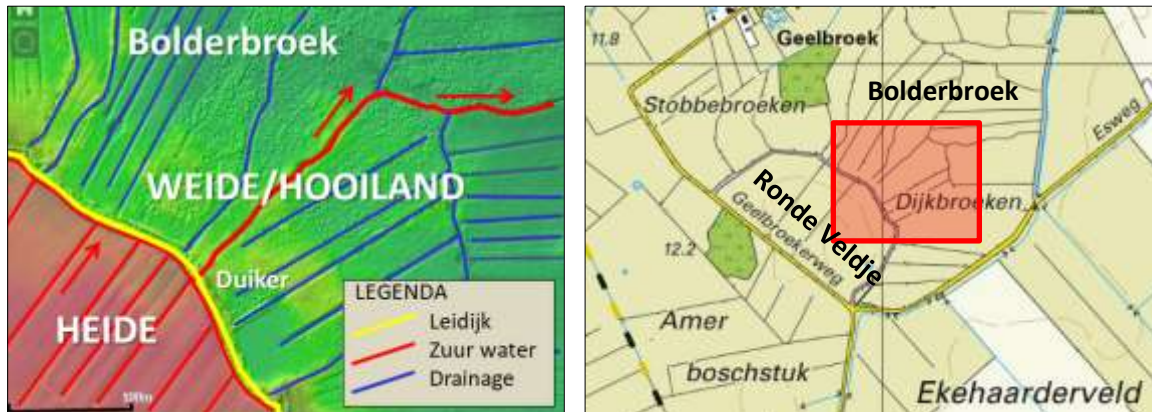 Bolderbroek
WEIDE/HOOILAND
Duiker
HEIDE
LEGENDA
Leidijk
Zuur water
Drainage
11.8
Geelbroek
Stobbebroeken
Bolderbroek
Esweg
Ronde Veldje
Dijkbroeken
Geelbroekerweg
12.2
Amer
boschstuk
Ekehaarderveld